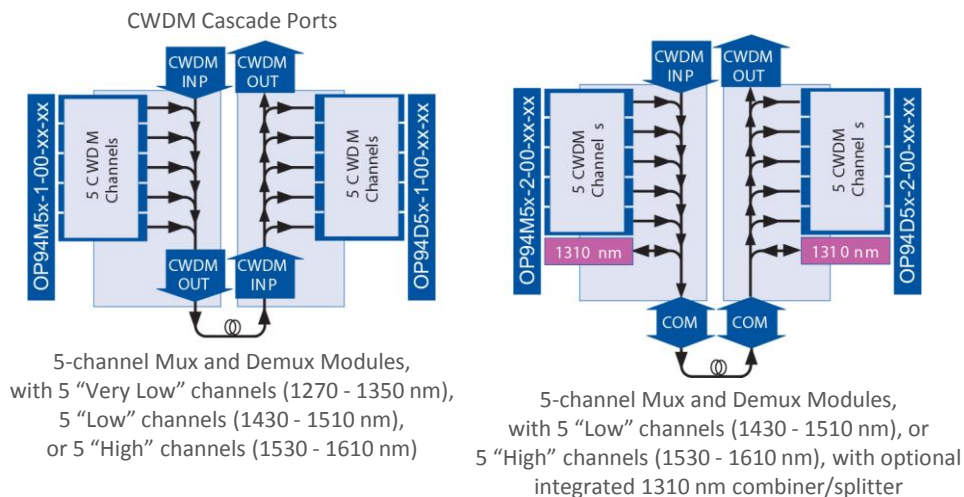 CWDM Cascade Ports
CWDM
INP
CWDM
OUT
OP94M5x-1-00-xx-xx
5 CWDM
Channels
5 CWDM
Channels
OP94D5x-1-00-xx-xx
CWDM
OUT
CWDM
INP
5-channel Mux and Demux Modules,
with 5 “Very Low” channels (1270 - 1350 nm),
5 “Low” channels (1430 - 1510 nm),
or 5 “High” channels (1530 - 1610 nm)
CWDM
INP
CWDM
OUT
OP94M5x-2-00-xx-xx
5 CWDM
Channel s
5 CWDM
Channel s
OP94D5x-2-00-xx-xx
1310 nm
1310 nm
COM
COM
5-channel Mux and Demux Modules,
with 5 “Low” channels (1430 - 1510 nm), or
5 “High” channels (1530 - 1610 nm), with optional
integrated 1310 nm combiner/splitter